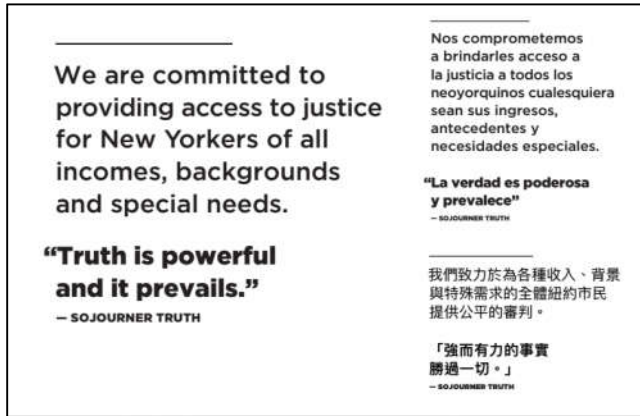 We are committed to
providing access to justice
for New Yorkers of all
incomes, backgrounds
and special needs.
“Truth is powerful
and it prevails.”
— SOJOURNER TRUTH
Nos comprometemos
a brindarles acceso a
la justicia a todos los
neoyorquinos cualesquiera
sean sus ingresos,
antecedentes y
necesidades especiales.
“La verdad es poderosa
y prevalece”
— SOJOURNER TRUTH
我們致力於為各種收入、背景
與特殊需求的全體紐約市民
提供公平的審判。
「強而有力的事實
勝過一切。」
— SOJOURNER TRUTH